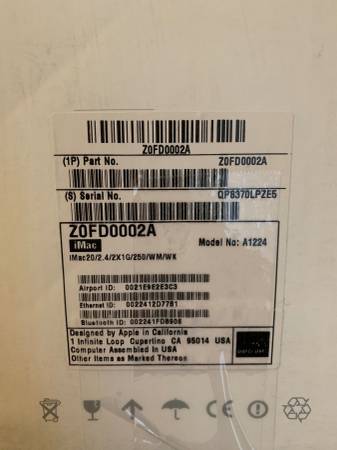 Z0FD0002A
(1P) Part No. Z0FD0002A
(S) Serial No. QP8370LPZE5
Z0FD0002A
iMac Model No: A1224
iMac20/2.4/2X1G/250/WM/WK
Airport ID: 0021E9E2E3C3
Ethernet ID: 0022412D7781
Bluetooth ID: 002241FDB908
Designed by Apple in California
1 Infinite Loop Cupertino CA 95014 USA
Computer Assembled In USA
Other Items as Marked Thereon